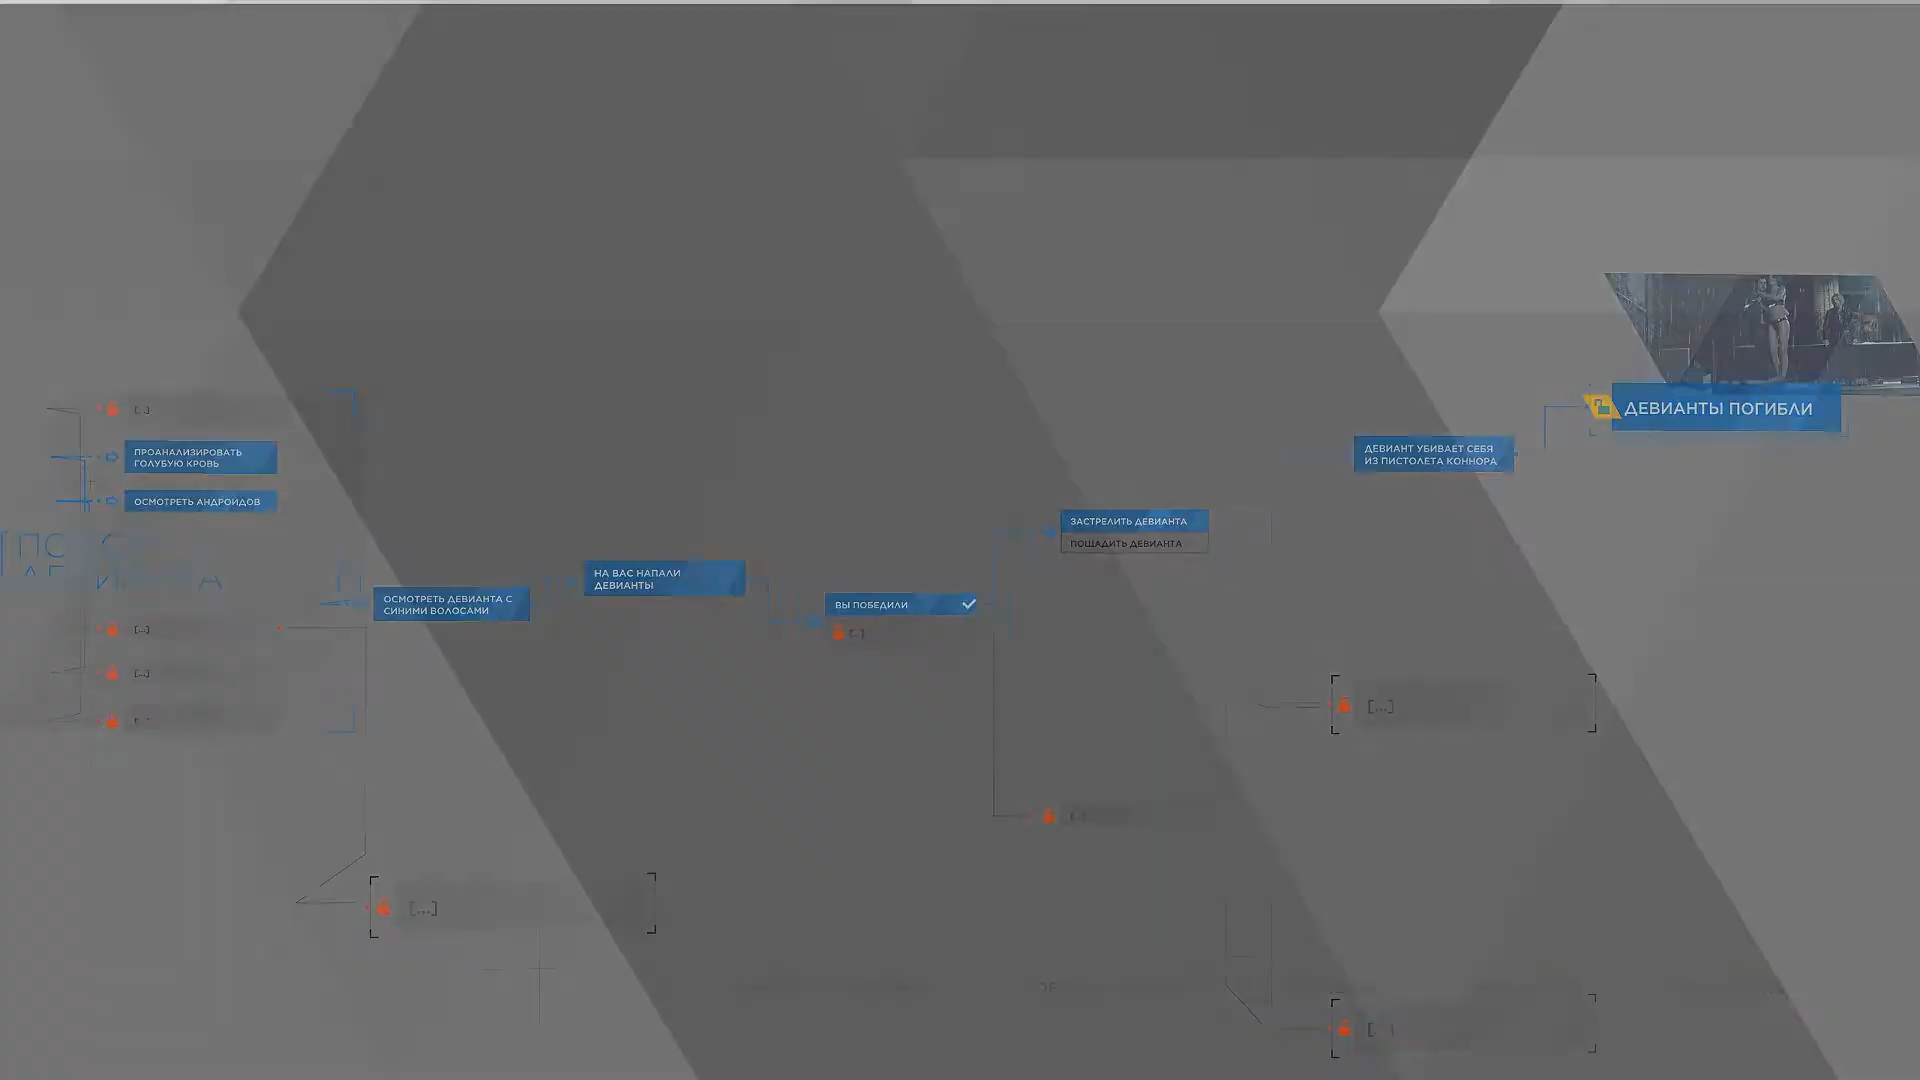 [...]
ПРОАНАЛИЗИРОВАТЬ
ГОЛУБУЮ КРОВЬ
ОСМОТРЕТЬ АНДРОИДОВ
[...]
[...]
ОСМОТРЕТЬ ДЕВИАНТА С
СИНИМИ ВОЛОСАМИ
[...]
НА ВАС НАПАЛИ
ДЕВИАНТЫ
ВЫ ПОБЕДИЛИ
[...]
ЗАСТРЕЛИТЬ ДЕВИАНТА
ПОЩАДИТЬ ДЕВИАНТА
ДЕВИАНТ УБИВАЕТ СЕБЯ
ИЗ ПИСТОЛЕТА КОННОРА
ДЕВИАНТЫ ПОГИБЛИ
[...]